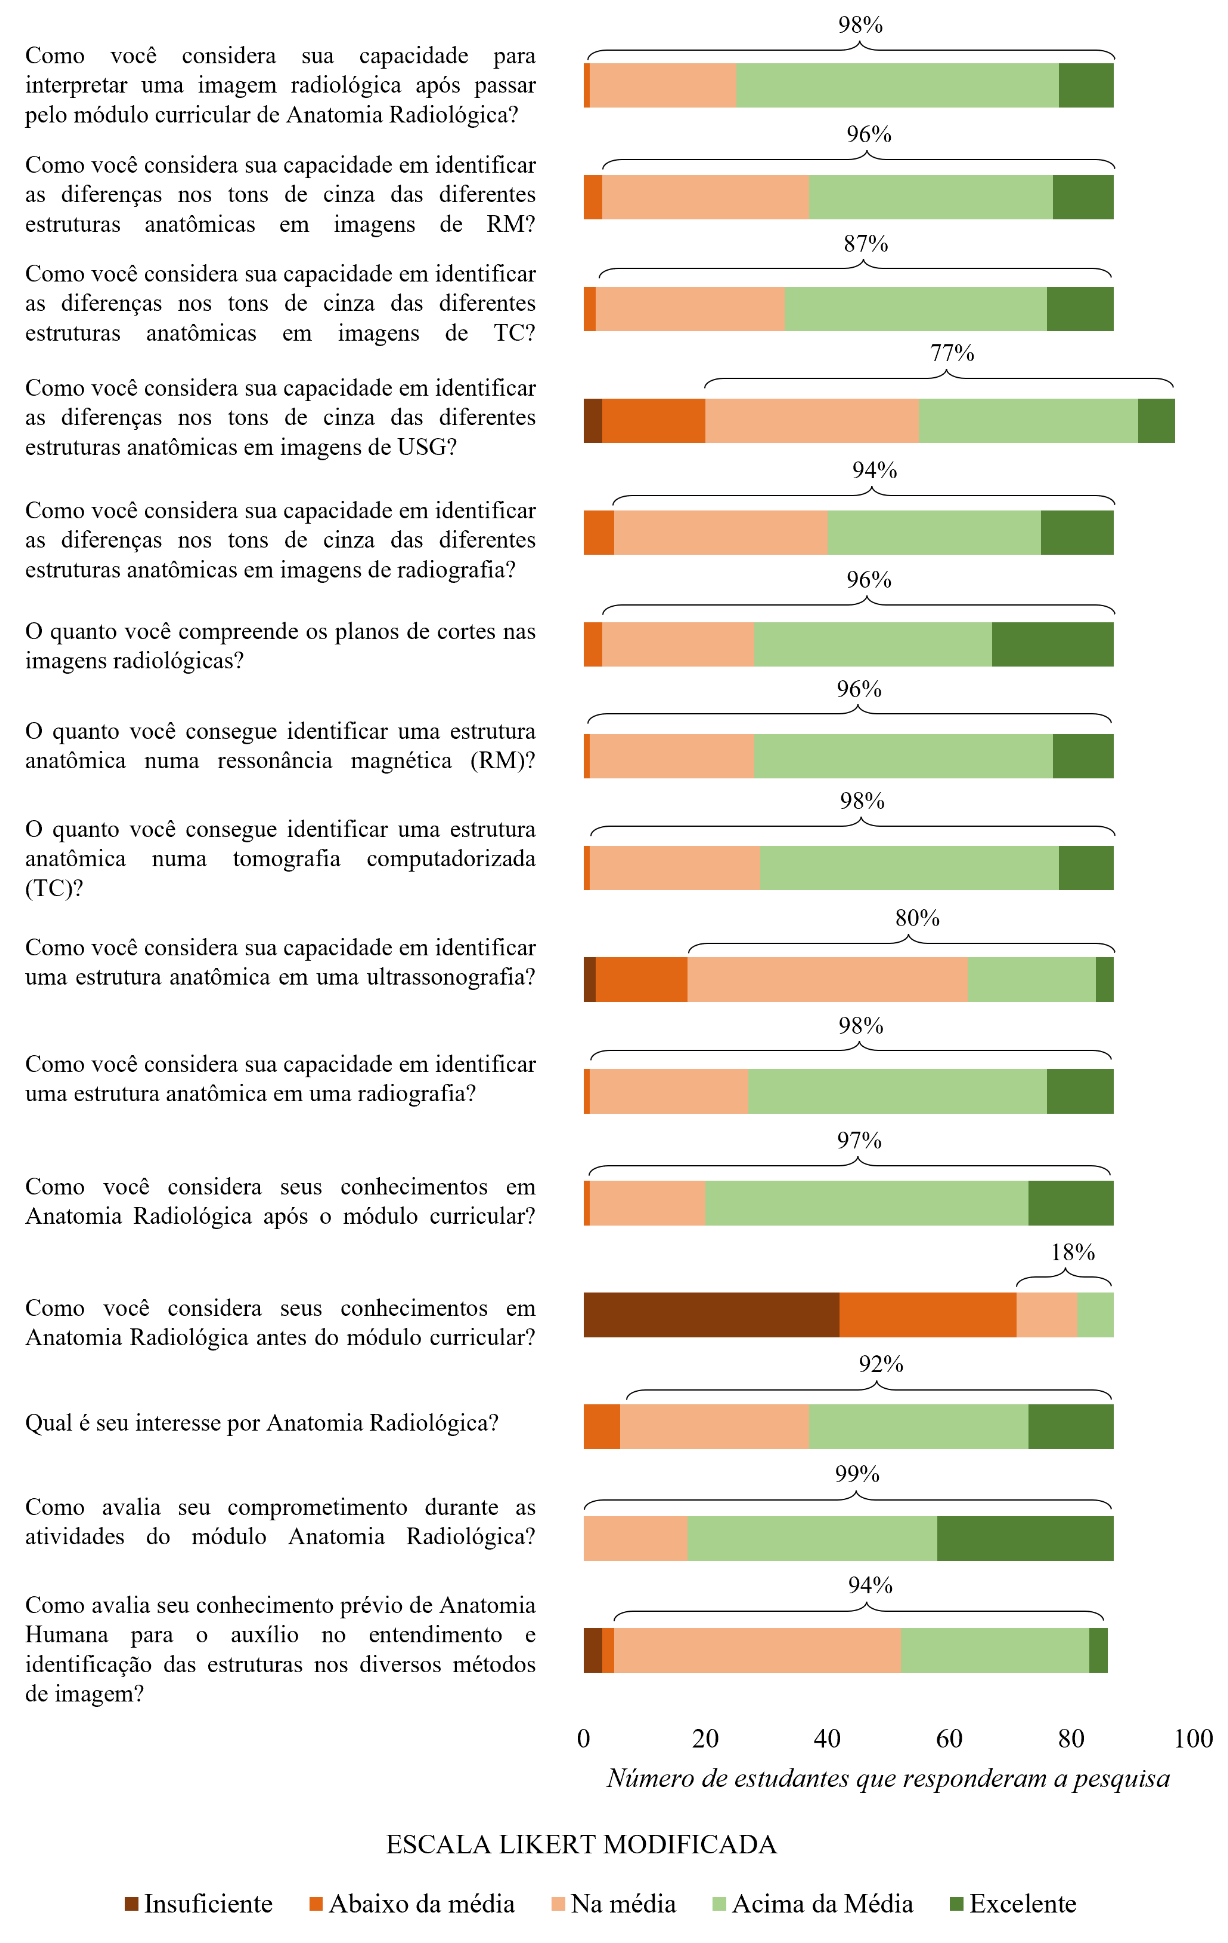 98%
Como você considera sua capacidade para
interpretar uma imagem radiológica após passar
pelo módulo curricular de Anatomia Radiológica?
96%
Como você considera sua capacidade em identificar
as diferenças nos tons de cinza das diferentes
estruturas anatômicas em imagens de RM?
87%
Como você considera sua capacidade em identificar
as diferenças nos tons de cinza das diferentes
estruturas anatômicas em imagens de TC?
77%
Como você considera sua capacidade em identificar
as diferenças nos tons de cinza das diferentes
estruturas anatômicas em imagens de USG?
94%
Como você considera sua capacidade em identificar
as diferenças nos tons de cinza das diferentes
estruturas anatômicas em imagens de radiografia?
96%
O quanto você compreende os planos de cortes nas
imagens radiológicas?
96%
O quanto você consegue identificar uma estrutura
anatômica numa ressonância magnética (RM)?
98%
O quanto você consegue identificar uma estrutura
anatômica numa tomografia computadorizada
(TC)?
80%
Como você considera sua capacidade em identificar
uma estrutura anatômica em uma ultrassonografia?
98%
Como você considera sua capacidade em identificar
uma estrutura anatômica em uma radiografia?
97%
Como você considera seus conhecimentos em
Anatomia Radiológica após o módulo curricular?
18%
Como você considera seus conhecimentos em
Anatomia Radiológica antes do módulo curricular?
92%
Qual é seu interesse por Anatomia Radiológica?
99%
Como avalia seu comprometimento durante as
atividades do módulo Anatomia Radiológica?
94%
Como avalia seu conhecimento prévio de Anatomia
Humana para o auxílio no entendimento e
identificação das estruturas nos diversos métodos
de imagem?
0 20 40 60 80 100
Número de estudantes que responderam a pesquisa
ESCALA LIKERT MODIFICADA
Insuficiente Abaixo da média Na média Acima da Média Excelente